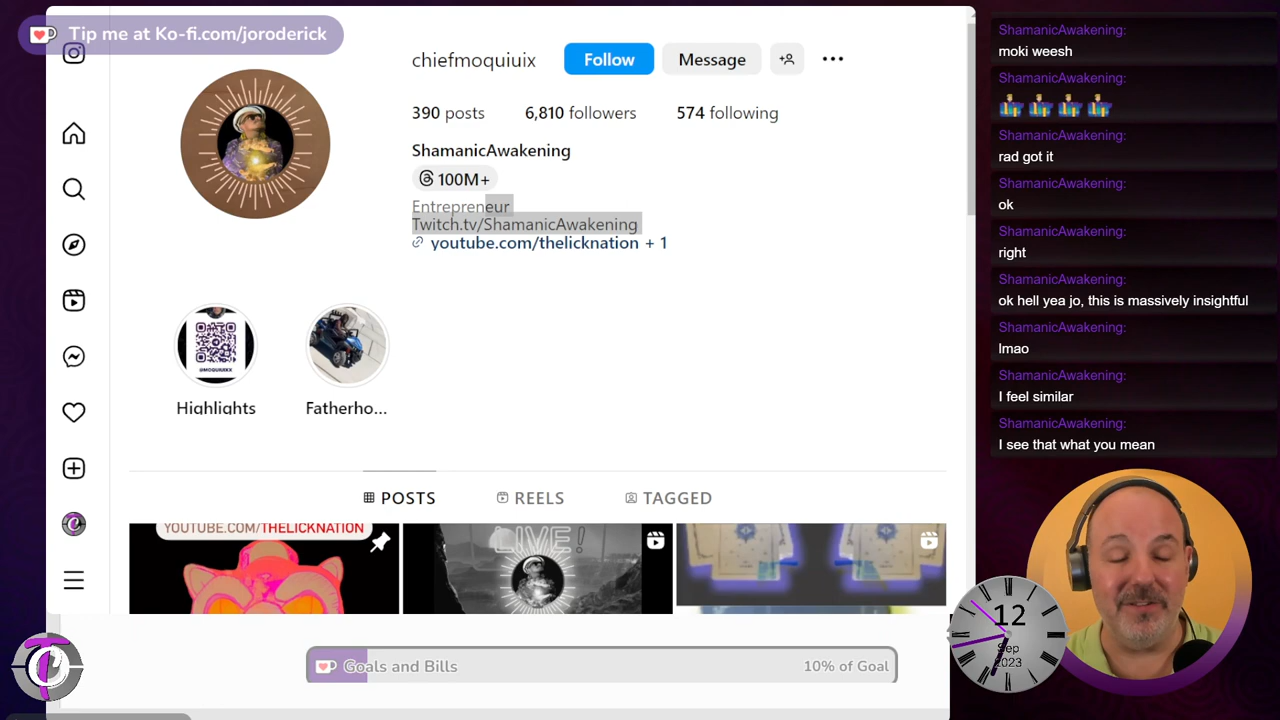 Tip me at Ko-fi.com/joroderick
chiefmoquiuix
Follow
Message
390 posts
6,810 followers
574 following
ShamanicAwakening
100M+
Entrepreneur
Twitch.tv/ShamanicAwakening
youtube.com/thelicknation + 1
@MOQUIUIXX
Highlights
Fatherho...
POSTS
REELS
TAGGED
YOUTUBE.COM/THELICKNATION
LIVE!
Goals and Bills
10% of Goal
ShamanicAwakening:
moki weesh
ShamanicAwakening:
ShamanicAwakening:
rad got it
ShamanicAwakening:
ok
ShamanicAwakening:
right
ShamanicAwakening:
ok hell yea jo, this is massively insightful
ShamanicAwakening:
lmao
ShamanicAwakening:
I feel similar
ShamanicAwakening:
I see that what you mean
12
Sep
2023